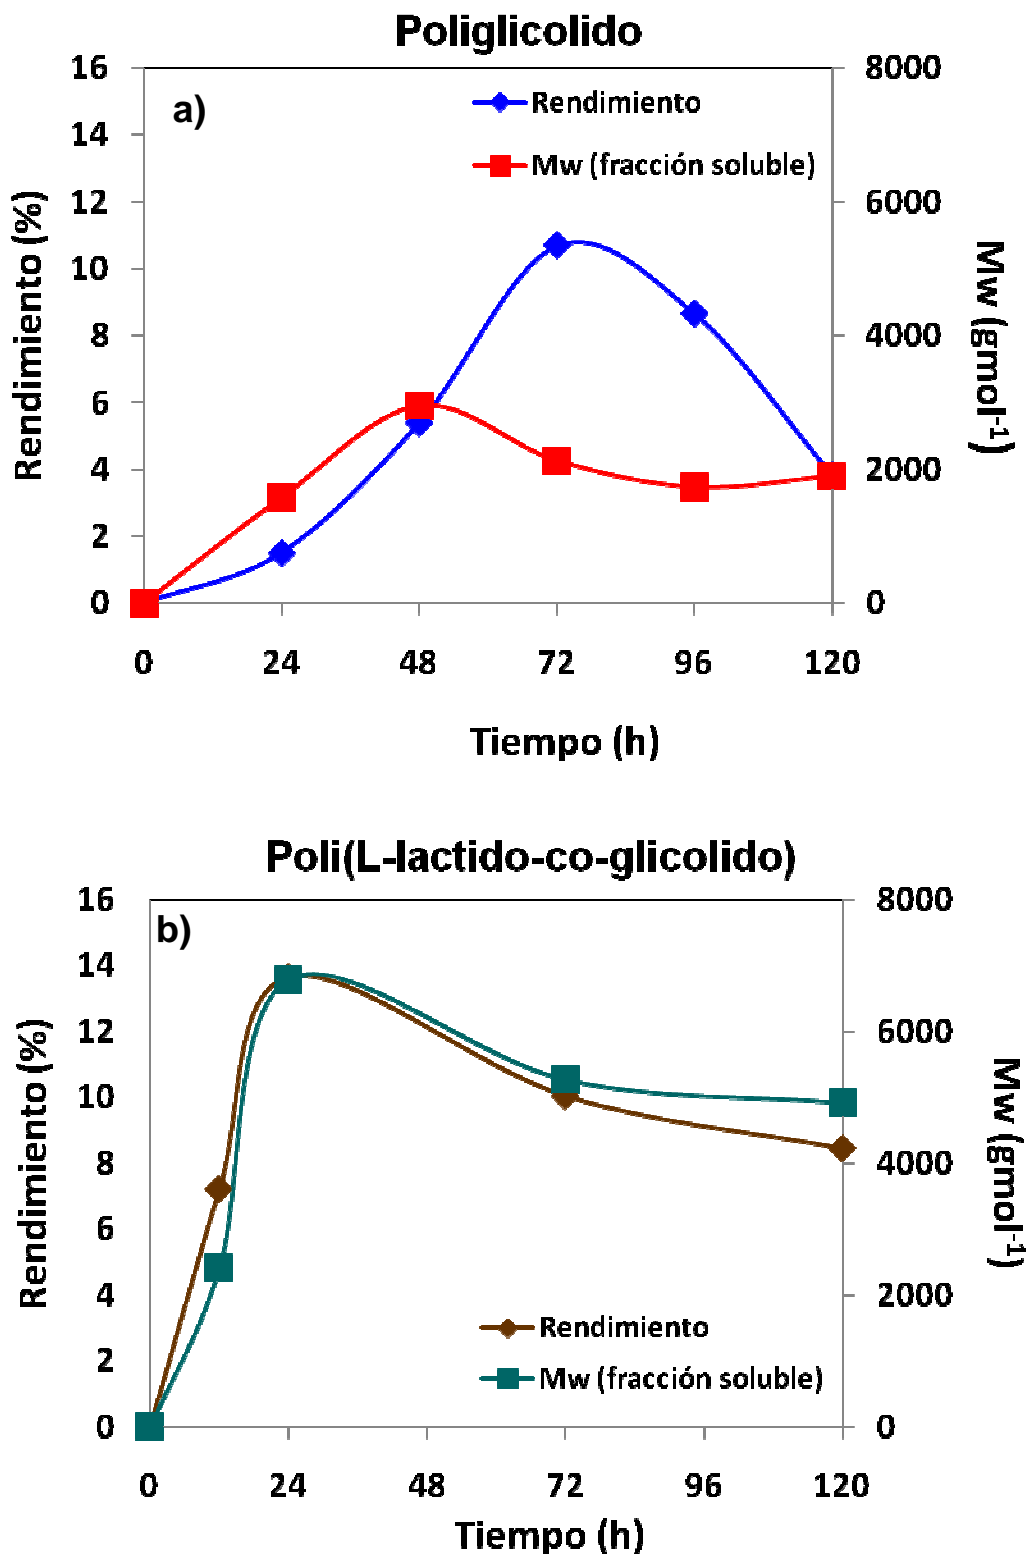 Poliglicolido
a)
Rendimiento
Mw (fracción soluble)
16
14
12
10
8
6
4
2
0
Rendimiento (%)
8000
6000
4000
2000
0
Mw (gmol-1)
0 24 48 72 96 120
Tiempo (h)
Poli(L-lactido-co-glicolido)
b)
16
14
12
10
8
6
4
2
0
Rendimiento (%)
8000
6000
4000
2000
0
Mw (gmol-1)
Rendimiento
Mw (fracción soluble)
0 24 48 72 96 120
Tiempo (h)